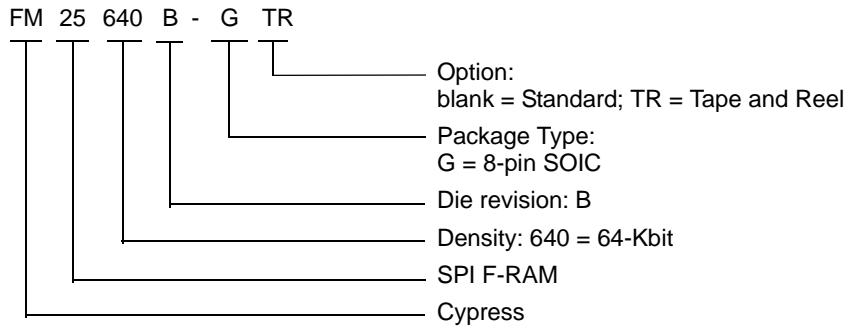 FM 25 640 B - G TR
Option:
blank = Standard; TR = Tape and Reel
Package Type:
G = 8-pin SOIC
Die revision: B
Density: 640 = 64-Kbit
SPI F-RAM
Cypress